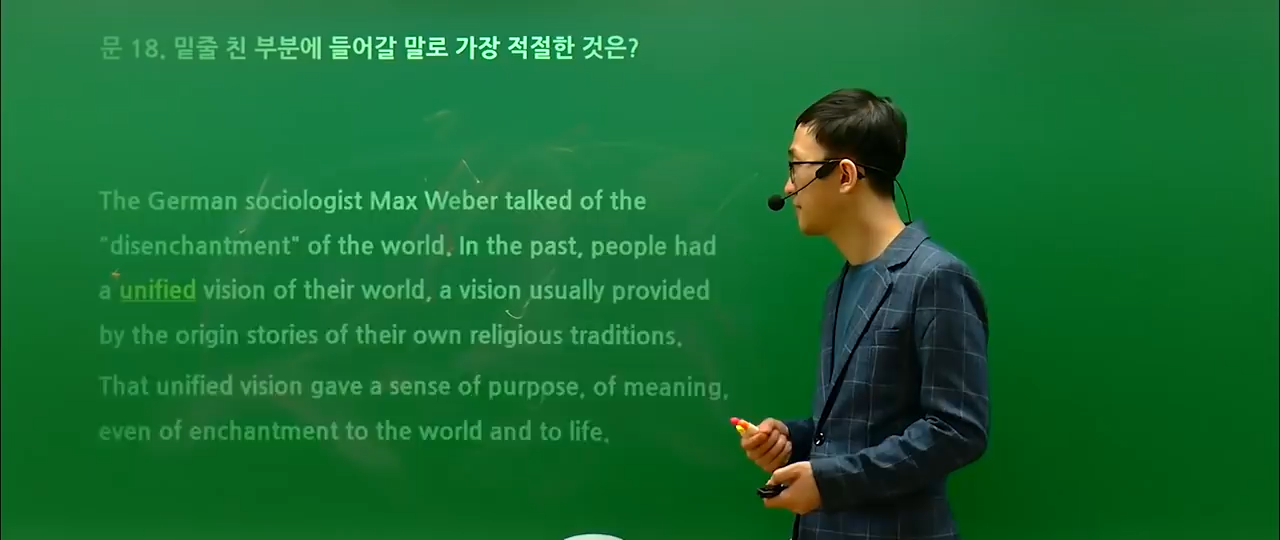 문 18. 밑줄 친 부분에 들어갈 말로 가장 적절한 것은?
The German sociologist Max Weber talked of the
"disenchantment" of the world. In the past, people had
a unified vision of their world, a vision usually provided
by the origin stories of their own religious traditions.
That unified vision gave a sense of purpose, of meaning,
even of enchantment to the world and to life.